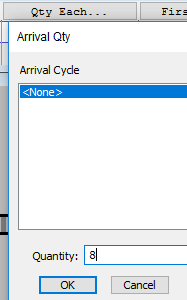 Qty Each... Firs
Arrival Qty
Arrival Cycle
<None>
Quantity: 8
OK Cancel